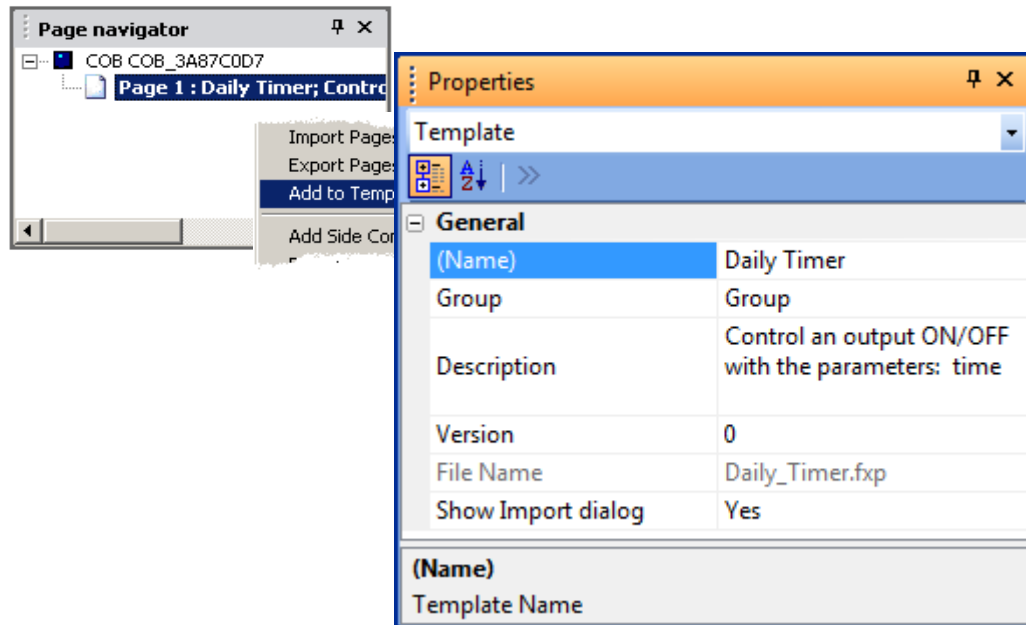 Page navigator
COB COB_3A87C0D7
Page 1 : Daily Timer; Contro
Import Pages
Export Pages
Add to Temp
Add Side Con
Properties
Template
General
(Name) Daily Timer
Group Group
Description Control an output ON/OFF
with the parameters: time
Version 0
File Name Daily_Timer.fxp
Show Import dialog Yes
(Name)
Template Name